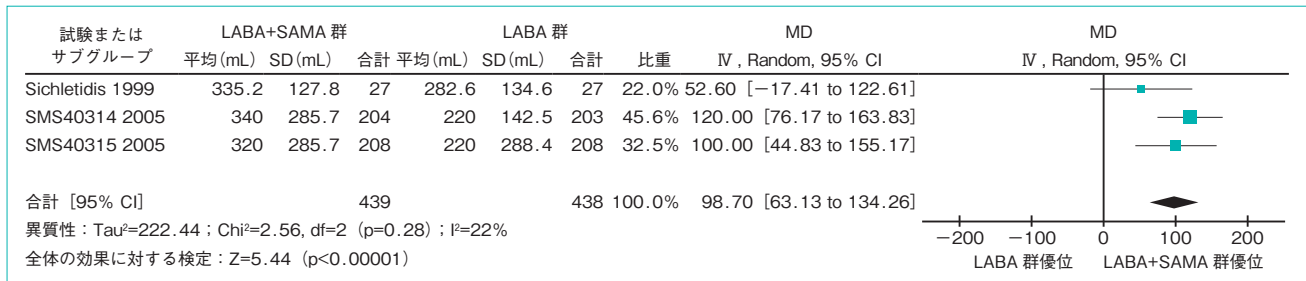 試験または
サブグループ
LABA+SAMA 群 LABA 群 MD MD
平均(mL) SD(mL) 合計 平均(mL) SD(mL) 合計 比重 Ⅳ, Random, 95% CI Ⅳ, Random, 95% CI
Sichletidis 1999 335.2 127.8 27 282.6 134.6 27 22.0% 52.60 [−17.41 to 122.61]
SMS40314 2005 340 285.7 204 220 142.5 203 45.6% 120.00 [76.17 to 163.83]
SMS40315 2005 320 285.7 208 220 288.4 208 32.5% 100.00 [44.83 to 155.17]
合計 [95% CI] 439 438 100.0% 98.70 [63.13 to 134.26]
異質性：Tau²=222.44；Chi²=2.56, df=2（p=0.28）；I²=22%
全体の効果に対する検定：Z=5.44（p<0.00001）
−200 −100 0 100 200
LABA 群優位 LABA+SAMA 群優位